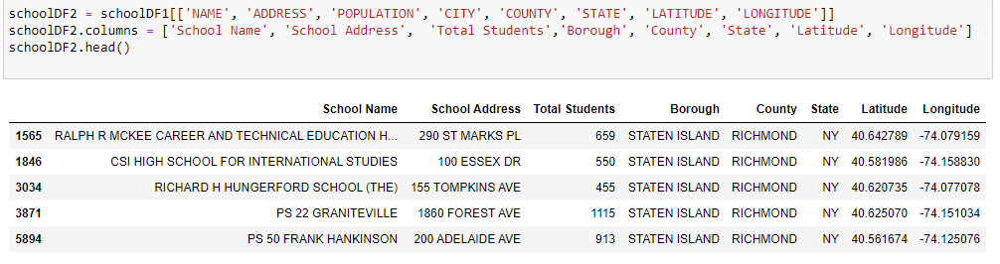 schoolDF2 = schoolDF1[['NAME', 'ADDRESS', 'POPULATION', 'CITY', 'COUNTY', 'STATE', 'LATITUDE', 'LONGITUDE']]
schoolDF2.columns = ['School Name', 'School Address',  'Total Students','Borough', 'County', 'State', 'Latitude', 'Longitude']
schoolDF2.head()
School Name School Address Total Students Borough County State Latitude Longitude
1565 RALPH R MCKEE CAREER AND TECHNICAL EDUCATION H... 290 ST MARKS PL 659 STATEN ISLAND RICHMOND NY 40.642789 -74.079159
1846 CSI HIGH SCHOOL FOR INTERNATIONAL STUDIES 100 ESSEX DR 550 STATEN ISLAND RICHMOND NY 40.581986 -74.158830
3034 RICHARD H HUNGERFORD SCHOOL (THE) 155 TOMPKINS AVE 455 STATEN ISLAND RICHMOND NY 40.620735 -74.077078
3871 PS 22 GRANITEVILLE 1860 FOREST AVE 1115 STATEN ISLAND RICHMOND NY 40.625070 -74.151034
5894 PS 50 FRANK HANKINSON 200 ADELAIDE AVE 913 STATEN ISLAND RICHMOND NY 40.561674 -74.125076